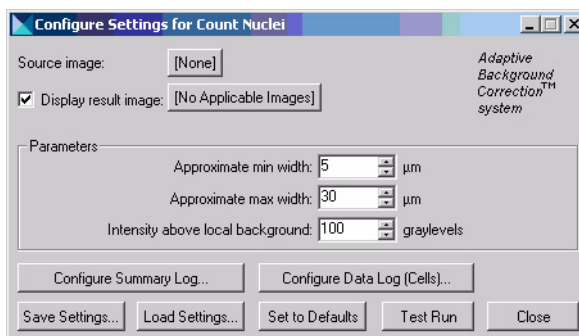 Configure Settings for Count Nuclei
Source image: [None]
Display result image: [No Applicable Images]
Adaptive
Background
Correction™
system
Parameters
Approximate min width: 5 µm
Approximate max width: 30 µm
Intensity above local background: 100 graylevels
Configure Summary Log... Configure Data Log (Cells)...
Save Settings... Load Settings... Set to Defaults Test Run Close